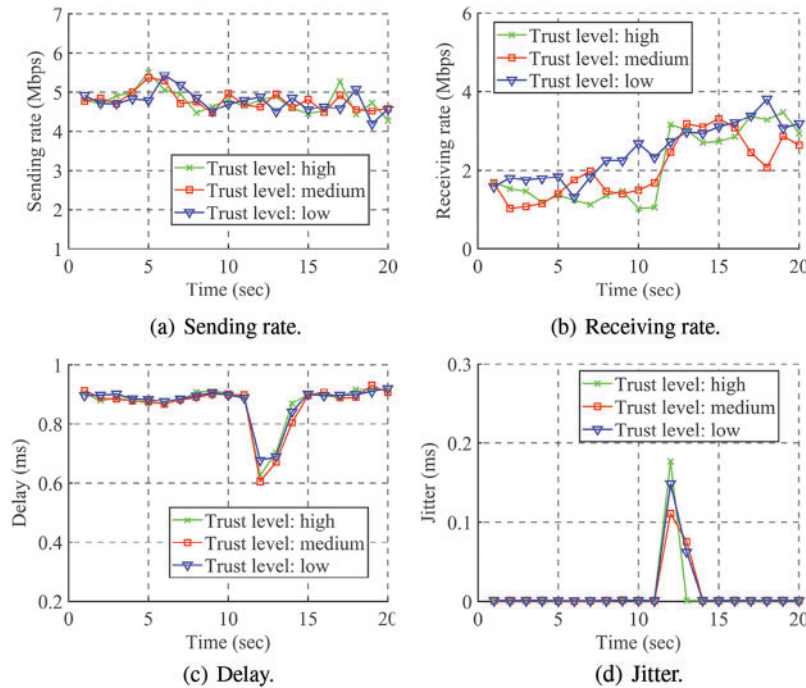 7
6
5
4
3
2
1
Sending rate (Mbps)
Trust level: high
Trust level: medium
Trust level: low
0 5 10 15 20
Time (sec)
(a) Sending rate.
6
4
2
0
Receiving rate (Mbps)
Trust level: high
Trust level: medium
Trust level: low
0 5 10 15 20
Time (sec)
(b) Receiving rate.
1
0.8
0.6
0.4
0.2
Delay (ms)
Trust level: high
Trust level: medium
Trust level: low
0 5 10 15 20
Time (sec)
(c) Delay.
0.3
0.2
0.1
0
Jitter (ms)
Trust level: high
Trust level: medium
Trust level: low
0 5 10 15 20
Time (sec)
(d) Jitter.